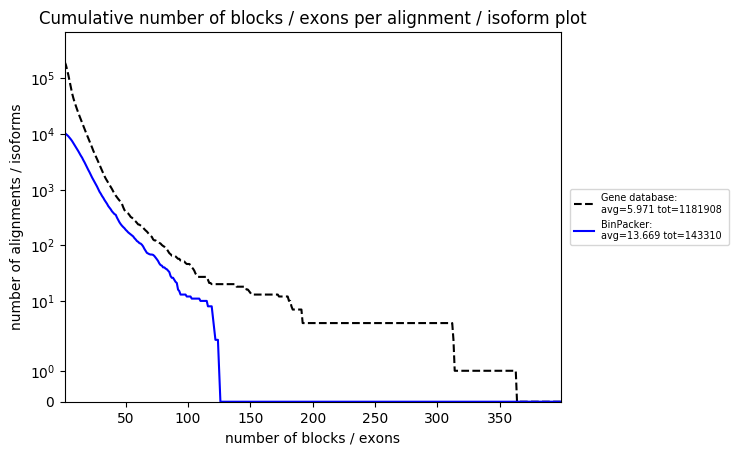 Cumulative number of blocks / exons per alignment / isoform plot
number of alignments / isoforms
10^5
10^4
10^3
10^2
10^1
10^0
0
50 100 150 200 250 300 350
number of blocks / exons
Gene database:
avg=5.971 tot=1181908
BinPacker:
avg=13.669 tot=143310